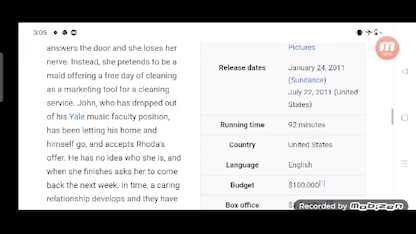 3:05
answers the door and she loses her
nerve. Instead, she pretends to be a
maid offering a free day of cleaning
as a marketing tool for a cleaning
service. John, who has dropped out
of his Yale music faculty position,
has been letting his home and
himself go, and accepts Rhoda's
offer. He has no idea who she is, and
when she finishes asks her to come
back the next week. In time, a caring
relationship develops and they have
Pictures
Release dates
January 24, 2011
(Sundance)
July 22, 2011 (United
States)
Running time
92 minutes
Country
United States
Language
English
Budget
$100,000[1]
Box office
Recorded by Mobizen